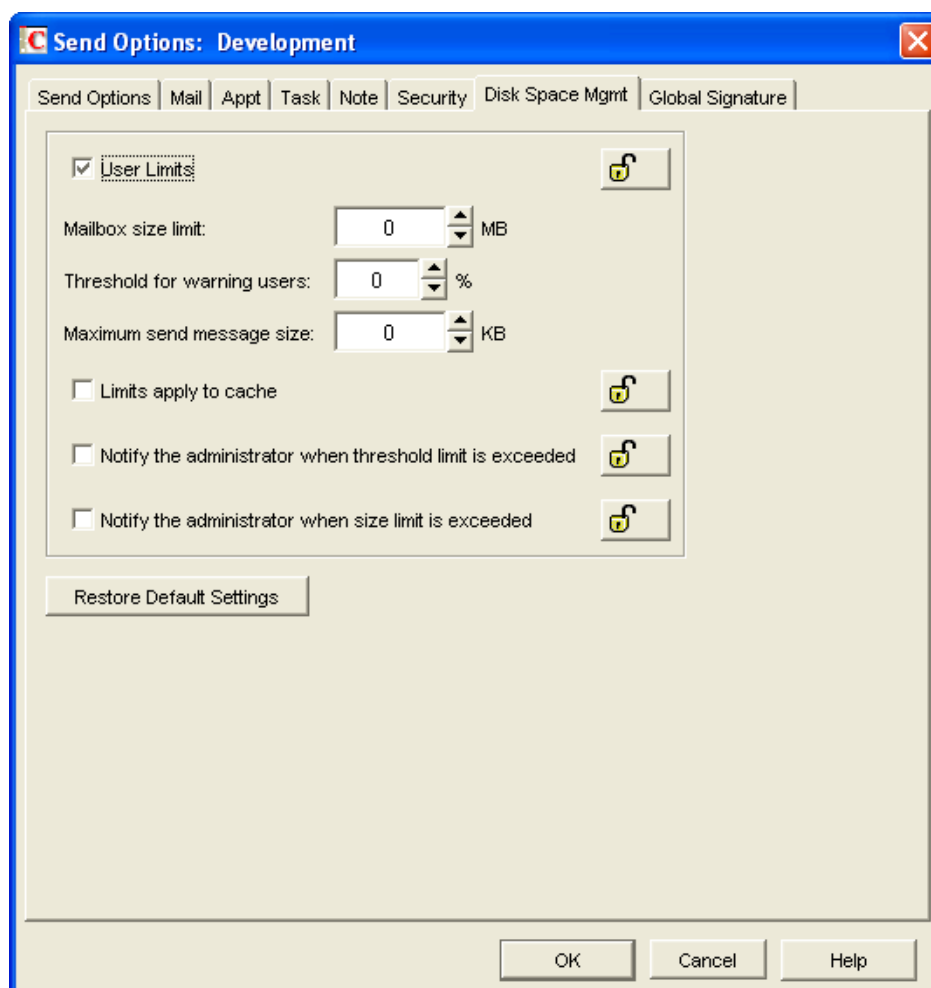 Send Options: Development
Send Options Mail Appt Task Note Security Disk Space Mgmt Global Signature
User Limits
Mailbox size limit: 0 MB
Threshold for warning users: 0 %
Maximum send message size: 0 KB
Limits apply to cache
Notify the administrator when threshold limit is exceeded
Notify the administrator when size limit is exceeded
Restore Default Settings
OK Cancel Help